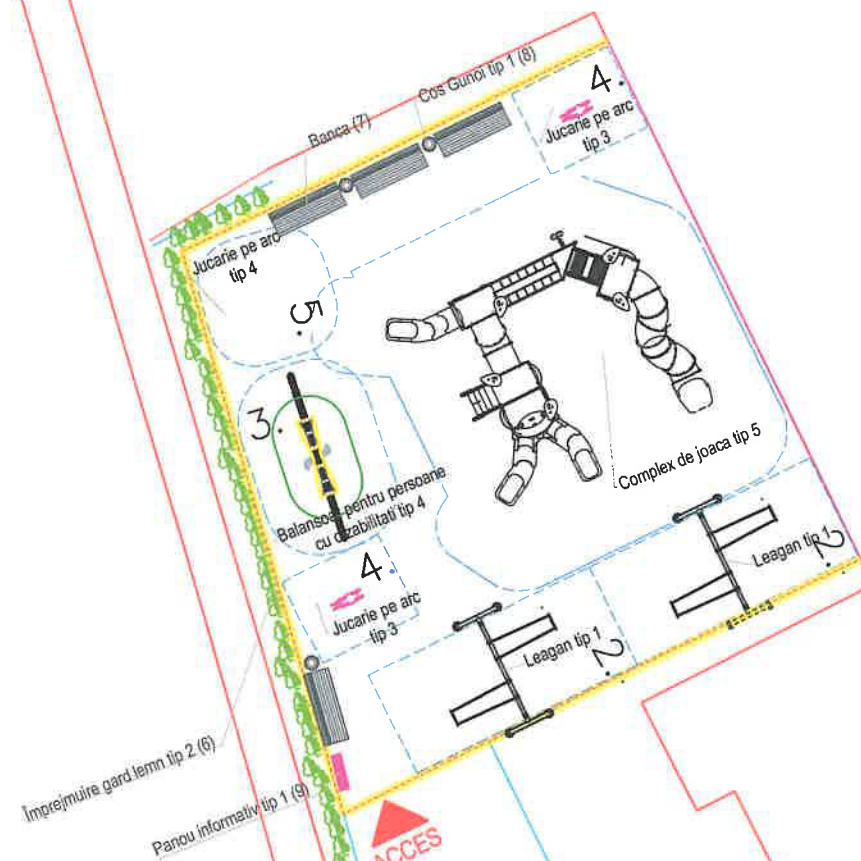 Cos Gunoi tip 1 (8)
4
Jucarie pe arc
tip 3
Banca (7)
Jucarie pe arc
tip 4
5
3
Complex de joaca tip 5
Balansoar pentru persoane
cu dizabilitati tip 4
4
Jucarie pe arc
tip 3
Leagan tip 1
2
Leagan tip 1
2
Împrejmuire gard lemn tip 2 (6)
Panou informativ tip 1 (9)
ACCES